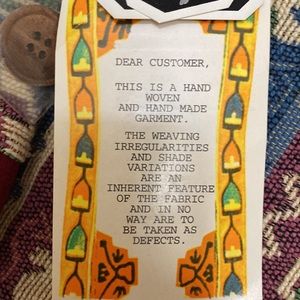 DEAR CUSTOMER,
THIS IS A HAND
WOVEN
AND HAND MADE
GARMENT.
THE WEAVING
IRREGULARITIES
AND SHADE
VARIATIONS
ARE AN
INHERENT FEATURE
OF THE FABRIC
AND IN NO
WAY ARE TO
BE TAKEN AS
DEFECTS.